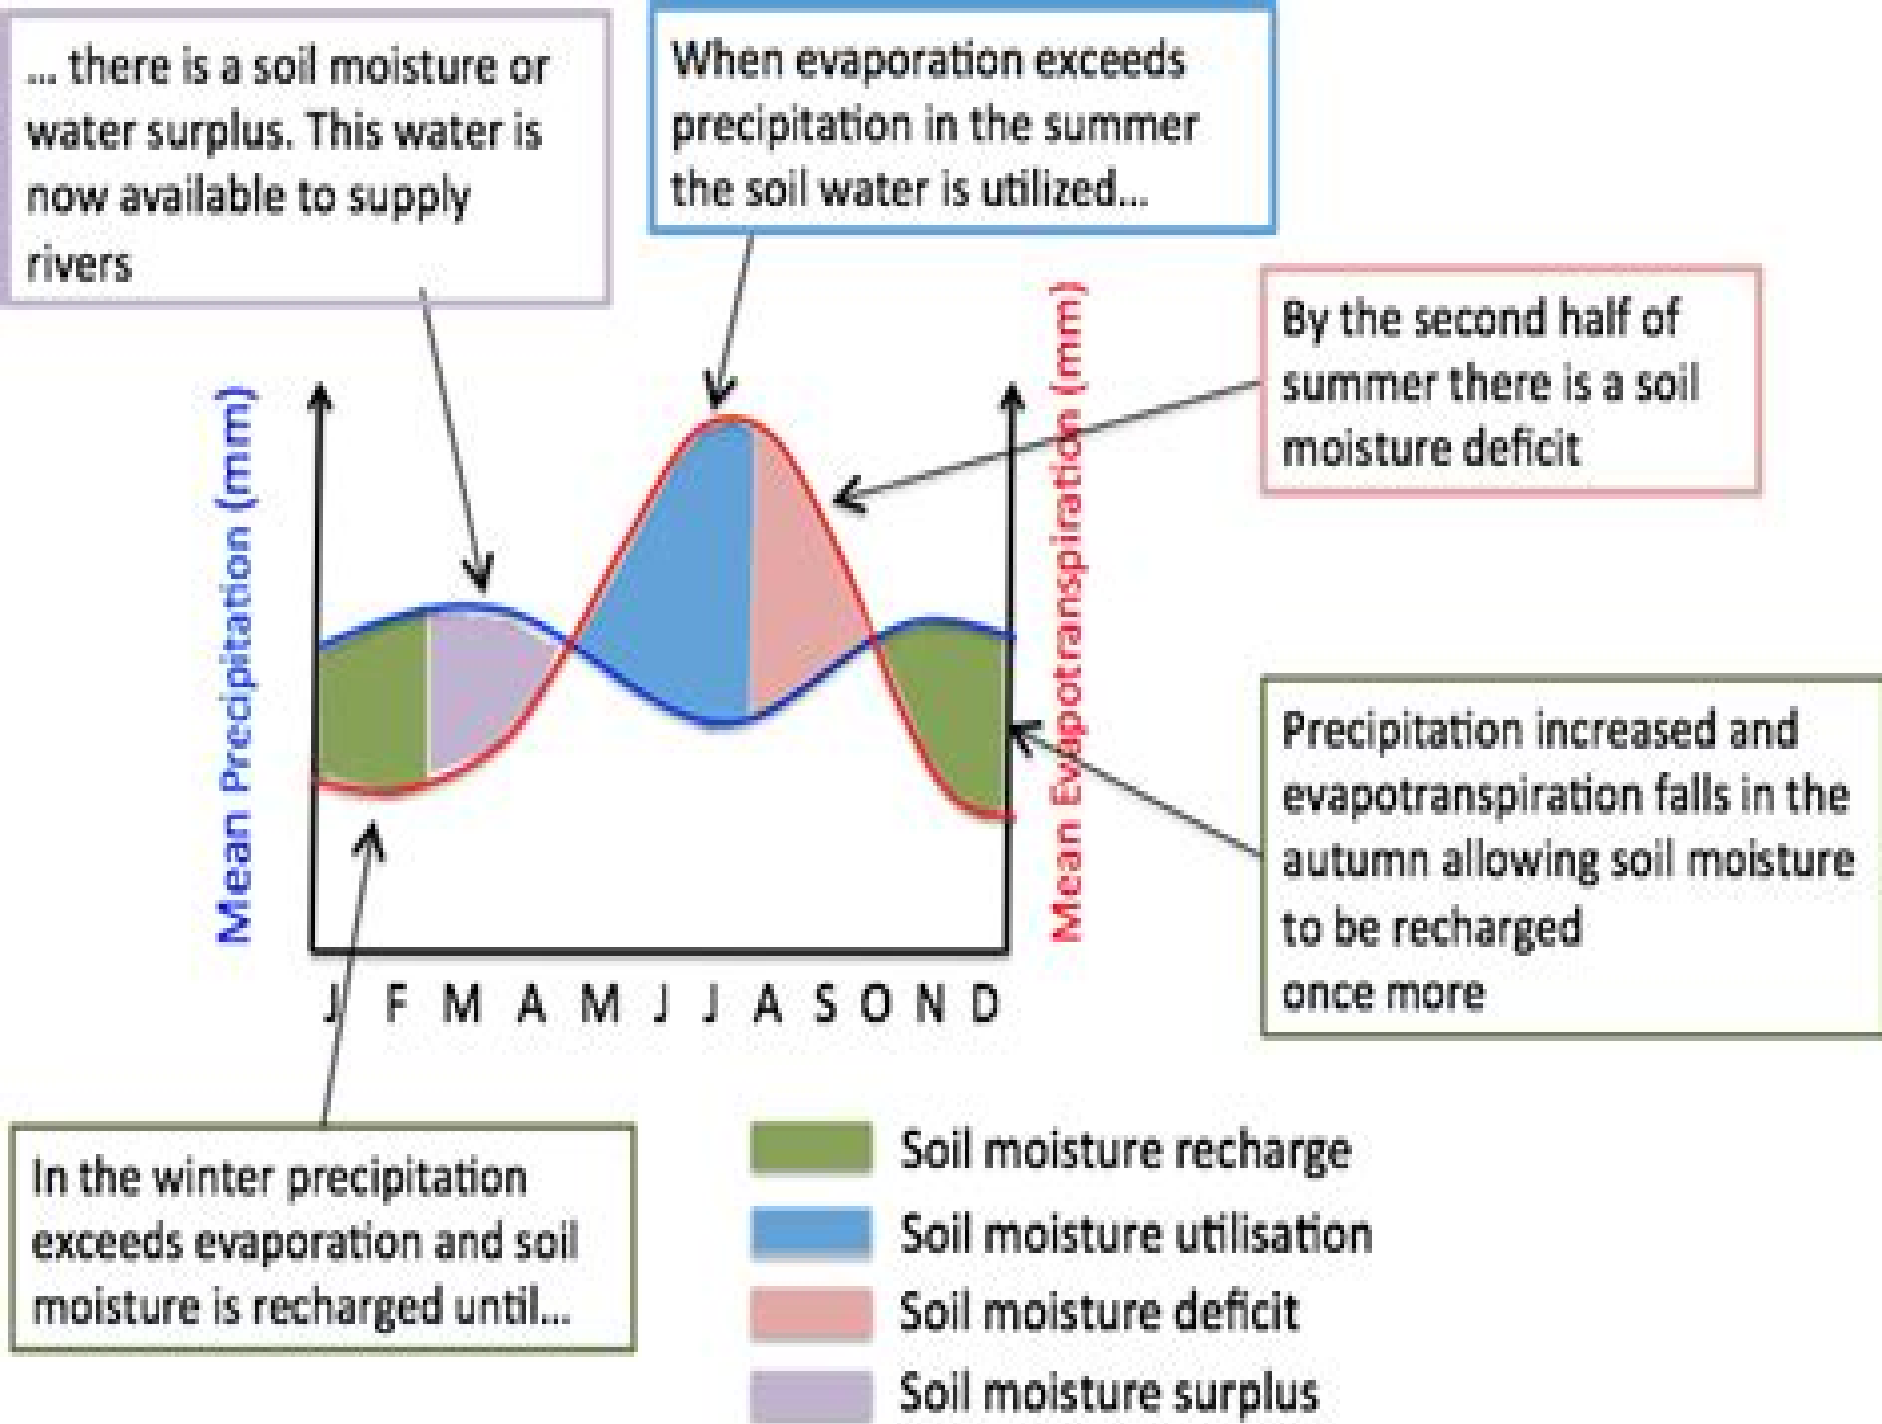 ... there is a soil moisture or
water surplus. This water is
now available to supply
rivers
When evaporation exceeds
precipitation in the summer
the soil water is utilized...
By the second half of
summer there is a soil
moisture deficit
Mean Precipitation (mm)
Mean Evapotranspiration (mm)
Precipitation increased and
evapotranspiration falls in the
autumn allowing soil moisture
to be recharged
once more
J F M A M J J A S O N D
In the winter precipitation
exceeds evaporation and soil
moisture is recharged until...
Soil moisture recharge
Soil moisture utilisation
Soil moisture deficit
Soil moisture surplus